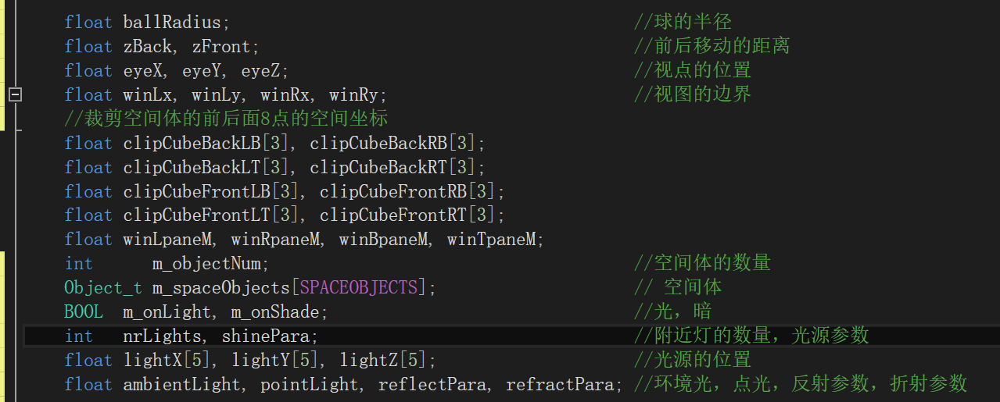 float ballRadius; //球的半径
float zBack, zFront; //前后移动的距离
float eyeX, eyeY, eyeZ; //视点的位置
float winLx, winLy, winRx, winRy; //视图的边界
//裁剪空间体的前后面8点的空间坐标
float clipCubeBackLB[3], clipCubeBackRB[3];
float clipCubeBackLT[3], clipCubeBackRT[3];
float clipCubeFrontLB[3], clipCubeFrontRB[3];
float clipCubeFrontLT[3], clipCubeFrontRT[3];
float winLpaneM, winRpaneM, winBpaneM, winTpaneM;
int m_objectNum; //空间体的数量
Object_t m_spaceObjects[SPACEOBJECTS]; // 空间体
BOOL m_onLight, m_onShade; //光，暗
int nrLights, shinePara; //附近灯的数量，光源参数
float lightX[5], lightY[5], lightZ[5]; //光源的位置
float ambientLight, pointLight, reflectPara, refractPara; //环境光，点光，反射参数，折射参数